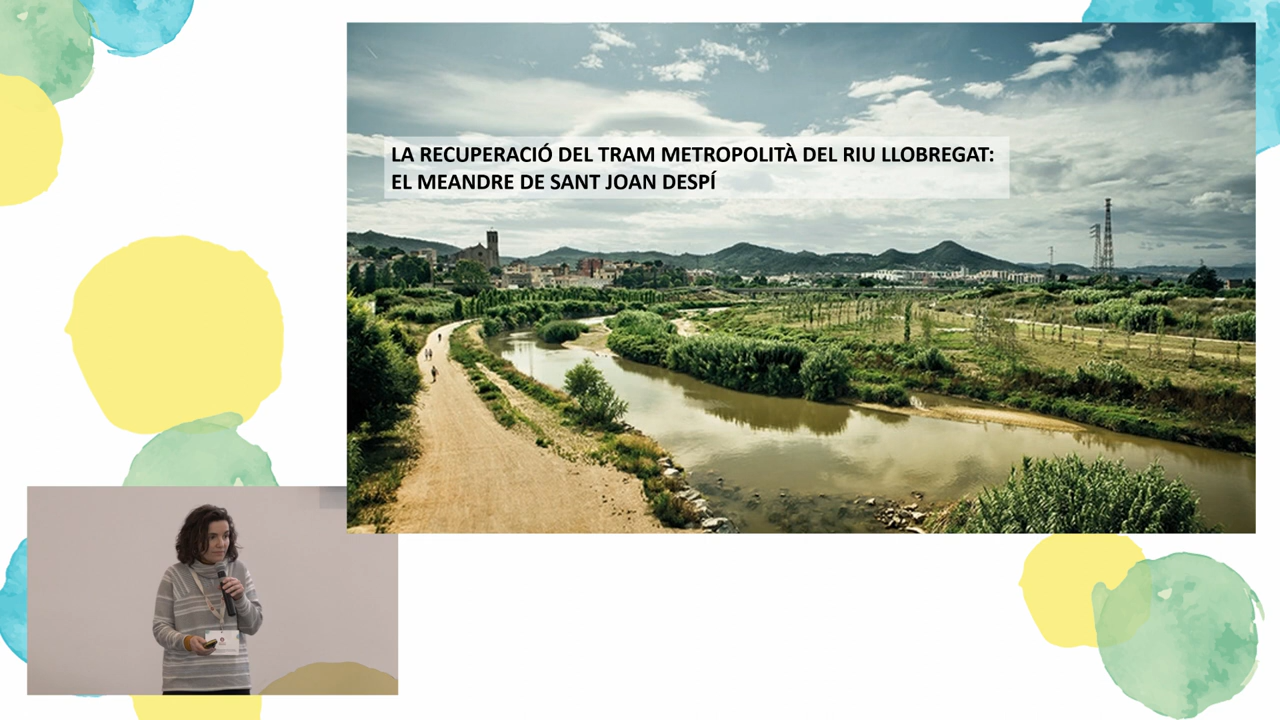 LA RECUPERACIÓ DEL TRAM METROPOLITÀ DEL RIU LLOBREGAT:
EL MEANDRE DE SANT JOAN DESPÍ